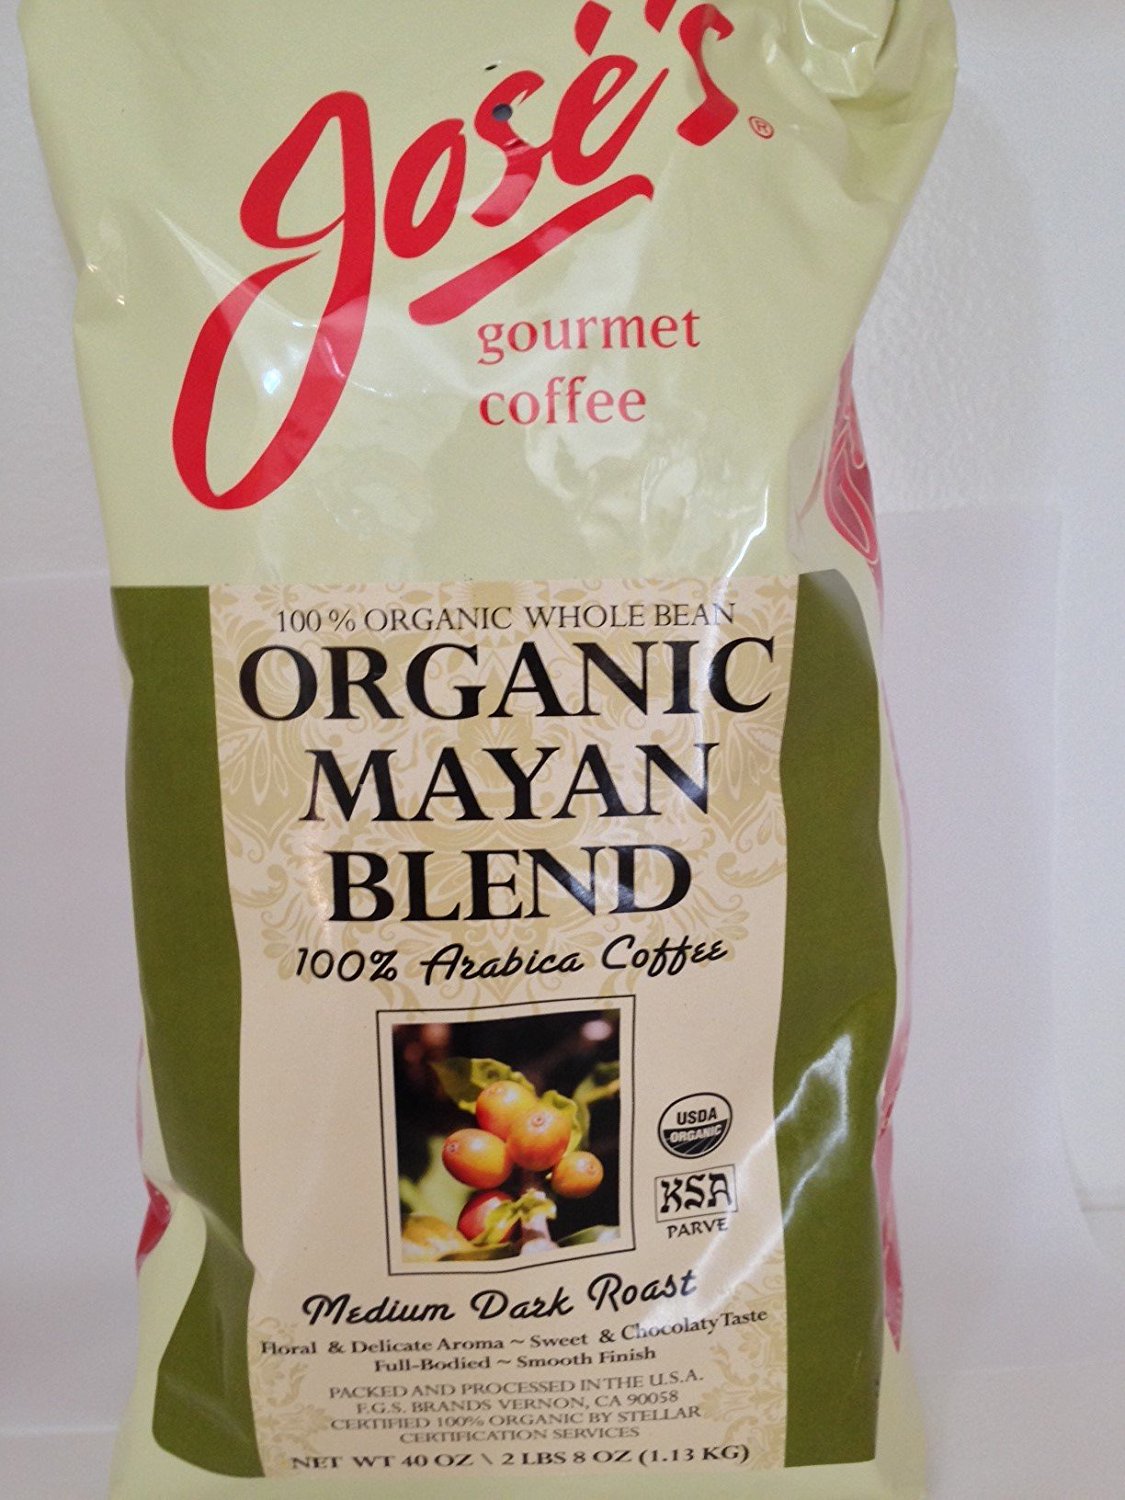 José's®
gourmet
coffee
100 % ORGANIC WHOLE BEAN
ORGANIC
MAYAN
BLEND
100% Arabica Coffee
USDA
ORGANIC
KSA
PARVE
Medium Dark Roast
Floral & Delicate Aroma ~ Sweet & Chocolaty Taste
Full-Bodied ~ Smooth Finish
PACKED AND PROCESSED IN THE U.S.A.
F.G.S. BRANDS VERNON, CA 90058
CERTIFIED 100% ORGANIC BY STELLAR
CERTIFICATION SERVICES
NET WT 40 OZ \ 2 LBS 8 OZ (1.13 KG)